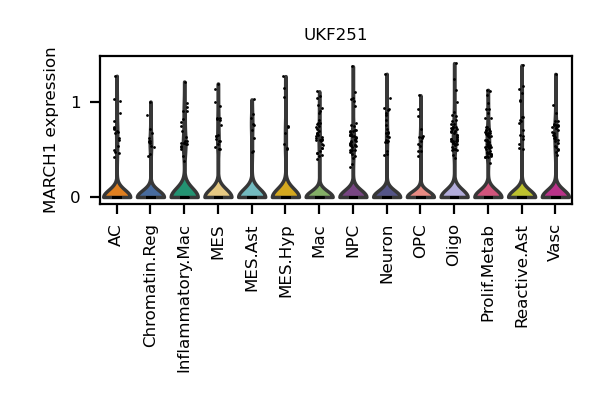 UKF251
MARCH1 expression
1
0
AC
Chromatin.Reg
Inflammatory.Mac
MES
MES.Ast
MES.Hyp
Mac
NPC
Neuron
OPC
Oligo
Prolif.Metab
Reactive.Ast
Vasc